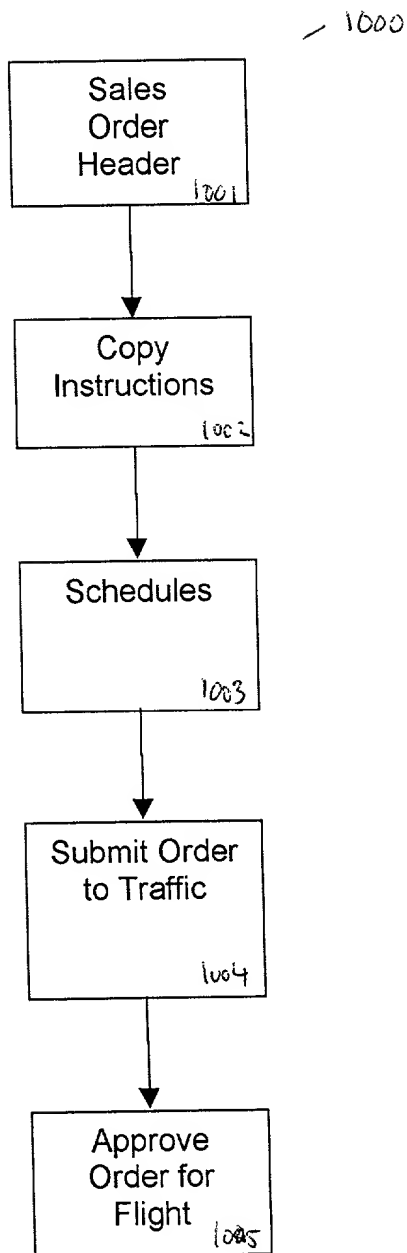 1000
Sales
Order
Header
1001
Copy
Instructions
1002
Schedules
1003
Submit Order
to Traffic
1004
Approve
Order for
Flight
1005